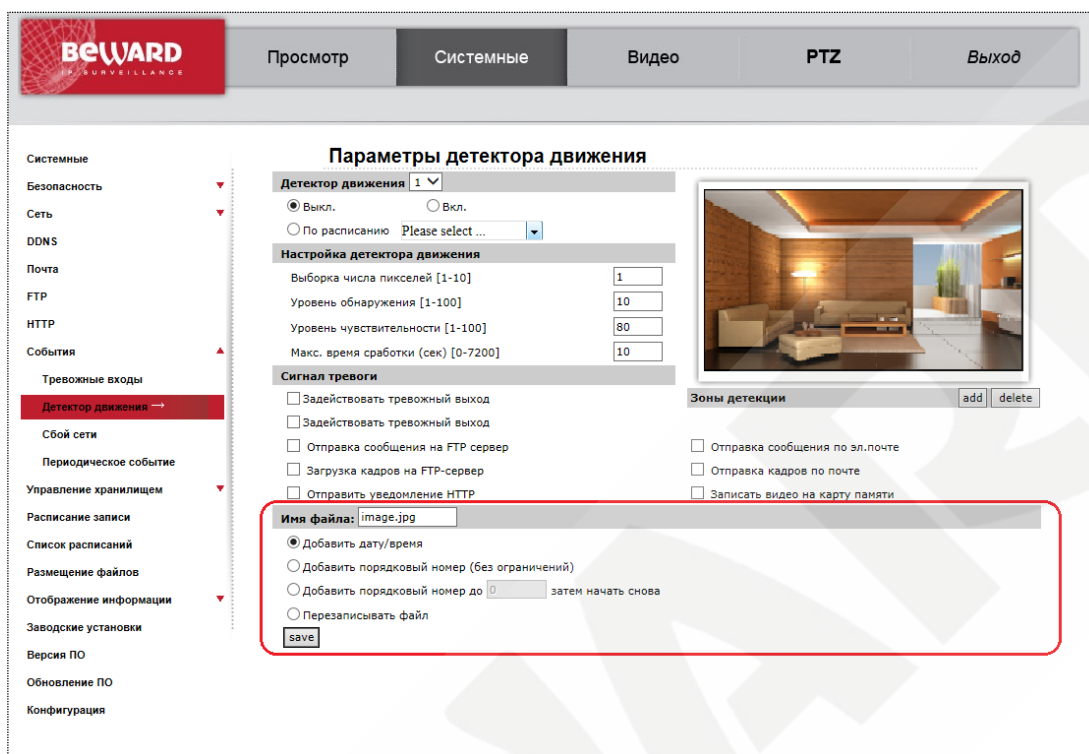 BEWARD
IP SURVEILLANCE
Просмотр
Системные
Видео
PTZ
Выход
Системные
Безопасность
Сеть
DDNS
Почта
FTP
HTTP
События
Тревожные входы
Детектор движения →
Сбой сети
Периодическое событие
Управление хранилищем
Расписание записи
Список расписаний
Размещение файлов
Отображение информации
Заводские установки
Версия ПО
Обновление ПО
Конфигурация
Параметры детектора движения
Детектор движения 1
Выкл. Вкл.
По расписанию Please select ...
Настройка детектора движения
Выборка числа пикселей [1-10] 1
Уровень обнаружения [1-100] 10
Уровень чувствительности [1-100] 80
Макс. время сработки (сек) [0-7200] 10
Сигнал тревоги
Задействовать тревожный выход
Зоны детекции add delete
Задействовать тревожный выход
Отправка сообщения на FTP сервер Отправка сообщения по эл.почте
Загрузка кадров на FTP-сервер Отправка кадров по почте
Отправить уведомление HTTP Записать видео на карту памяти
Имя файла: image.jpg
Добавить дату/время
Добавить порядковый номер (без ограничений)
Добавить порядковый номер до 0 затем начать снова
Перезаписывать файл
save